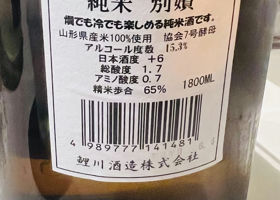 純米 別嬪
燗でも冷でも楽しめる純米酒です。
山形県産米100%使用 協会7号酵母
アルコール度数 15.3%
日本酒度 +6
総酸度 1.7
アミノ酸度 0.7
精米歩合 65%
1800ML
4 989777 141481
鯉川酒造株式会社